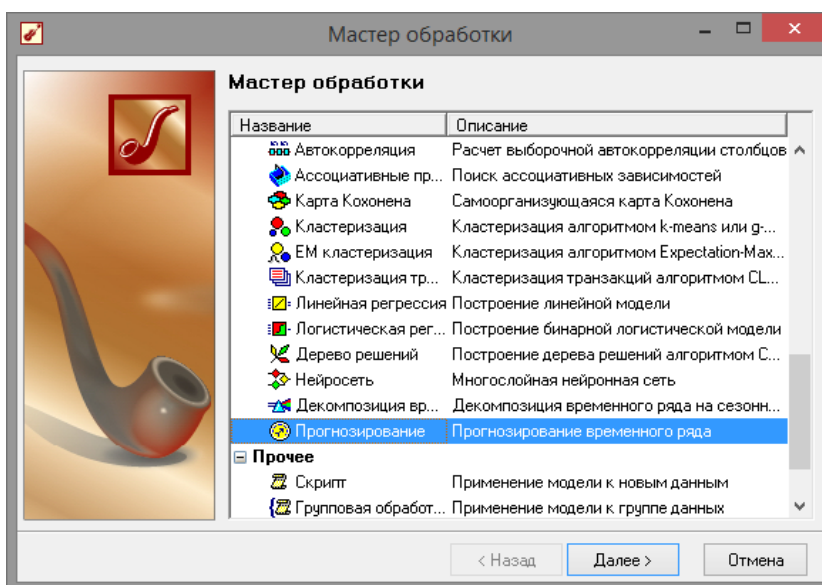 Мастер обработки
Мастер обработки
Название Описание
Автокорреляция Расчет выборочной автокорреляции столбцов
Ассоциативные пр... Поиск ассоциативных зависимостей
Карта Кохонена Самоорганизующаяся карта Кохонена
Кластеризация Кластеризация алгоритмом k-means или g-...
EM кластеризация Кластеризация алгоритмом Expectation-Max...
Кластеризация тр... Кластеризация транзакций алгоритмом CL...
Линейная регрессия Построение линейной модели
Логистическая рег... Построение бинарной логистической модели
Дерево решений Построение дерева решений алгоритмом C...
Нейросеть Многослойная нейронная сеть
Декомпозиция вр... Декомпозиция временного ряда на сезонн...
Прогнозирование Прогнозирование временного ряда
Прочее
Скрипт Применение модели к новым данным
Групповая обработ... Применение модели к группе данных
< Назад Далее > Отмена